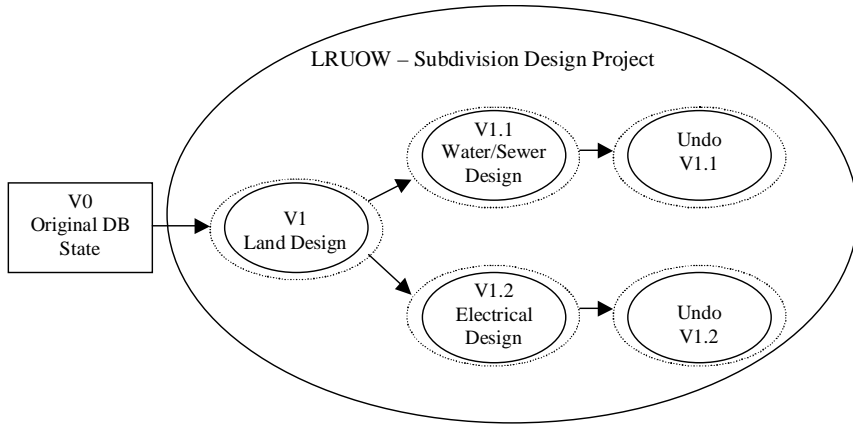 LRUOW – Subdivision Design Project
V0
Original DB
State
V1
Land Design
V1.1
Water/Sewer
Design
Undo
V1.1
V1.2
Electrical
Design
Undo
V1.2